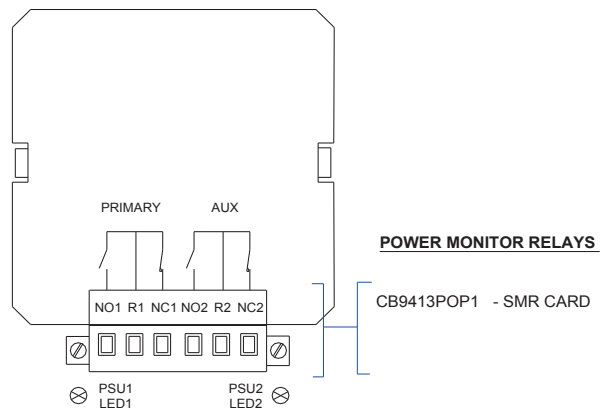 PRIMARY AUX
POWER MONITOR RELAYS
NO1 R1 NC1 NO2 R2 NC2
CB9413POP1 - SMR CARD
PSU1 PSU2
LED1 LED2